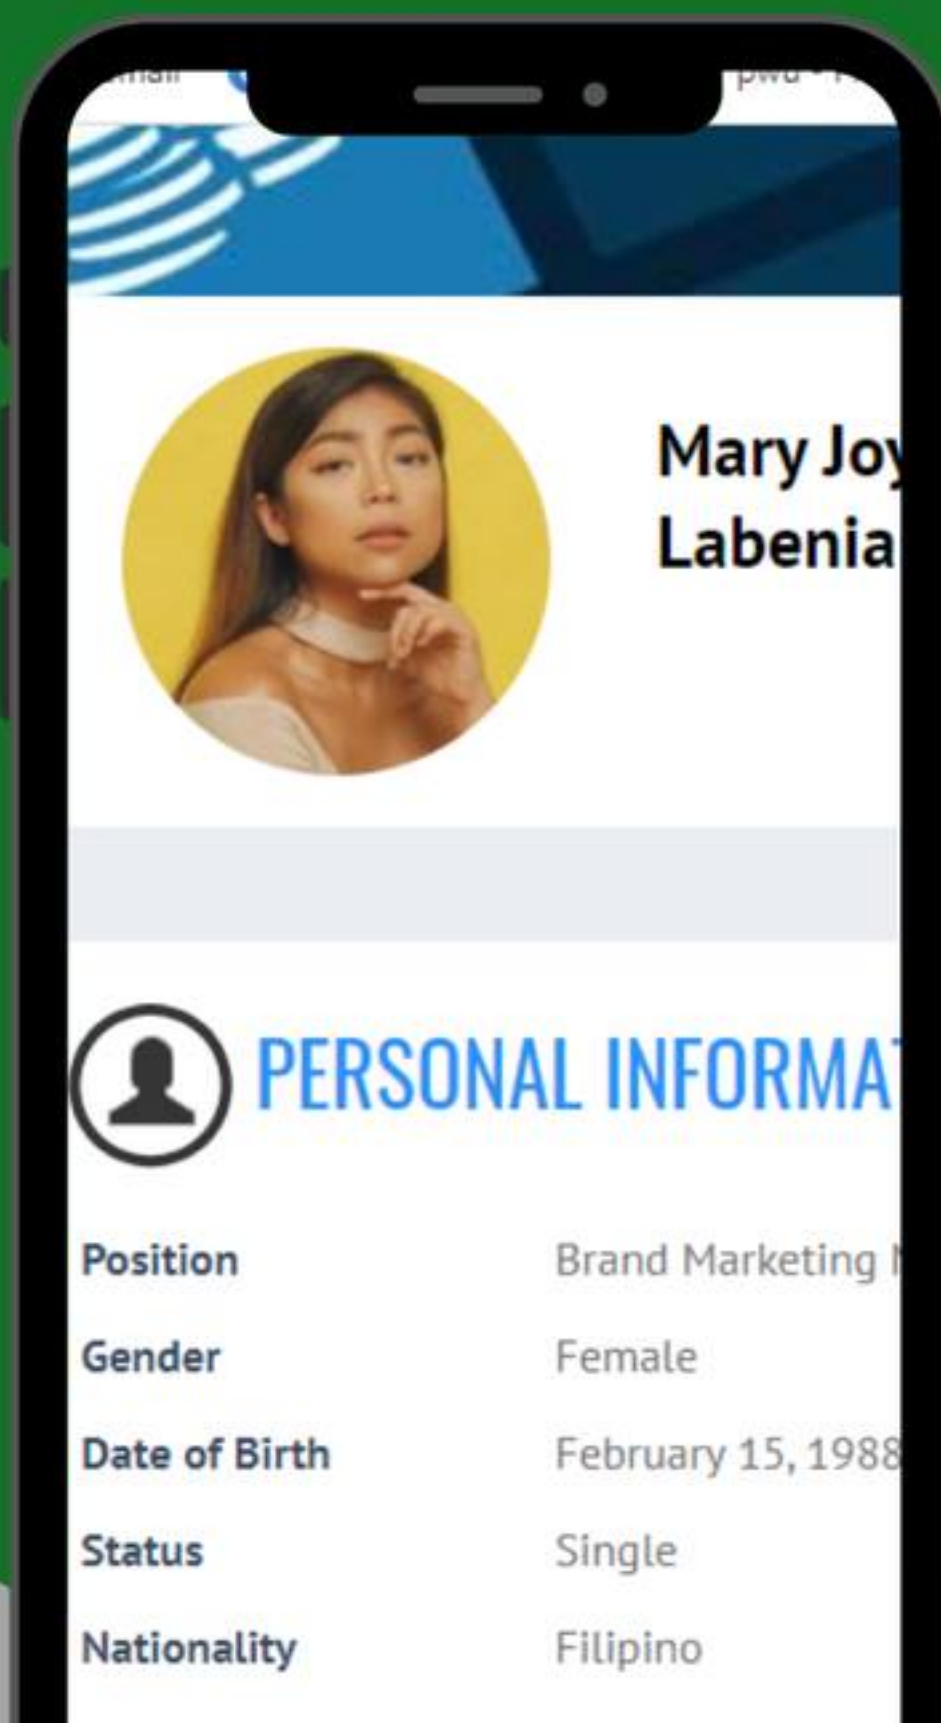 Mary Joy
Labenia
PERSONAL INFORMAT
Position Brand Marketing
Gender Female
Date of Birth February 15, 1988
Status Single
Nationality Filipino